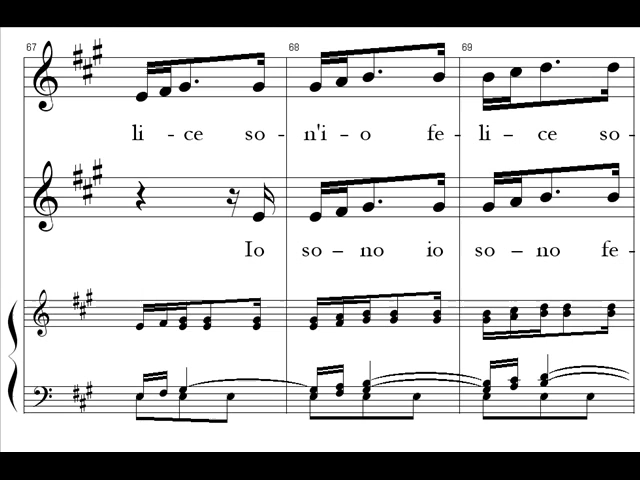 67 68 69
li - ce so - n'i - o fe - li - ce so -
Io so - no io so - no fe -